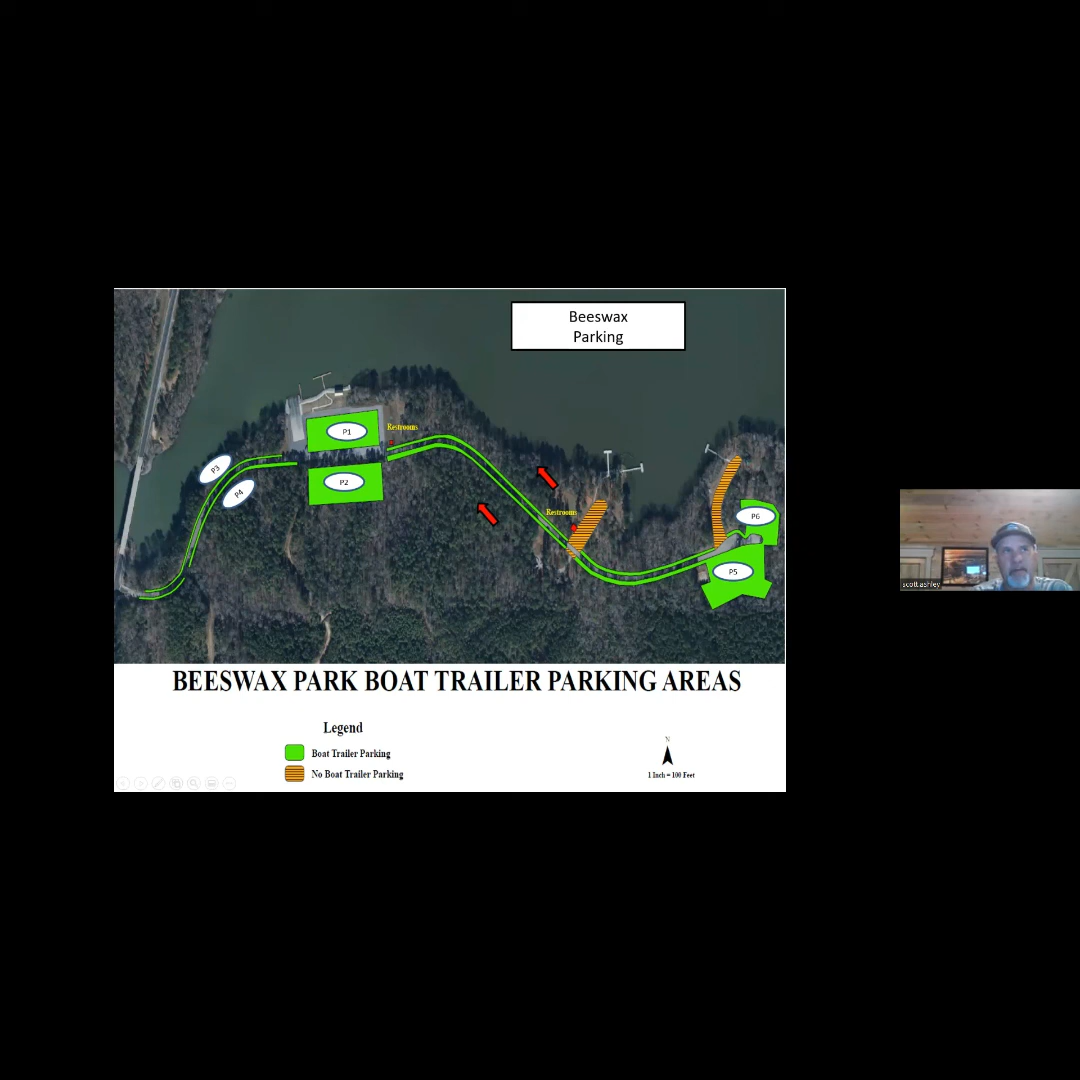 Beeswax
Parking
P1
Restrooms
P3
P2
P4
Restrooms
P6
P5
scott.ashley
BEESWAX PARK BOAT TRAILER PARKING AREAS
Legend
N
Boat Trailer Parking
No Boat Trailer Parking
1 Inch = 100 Feet